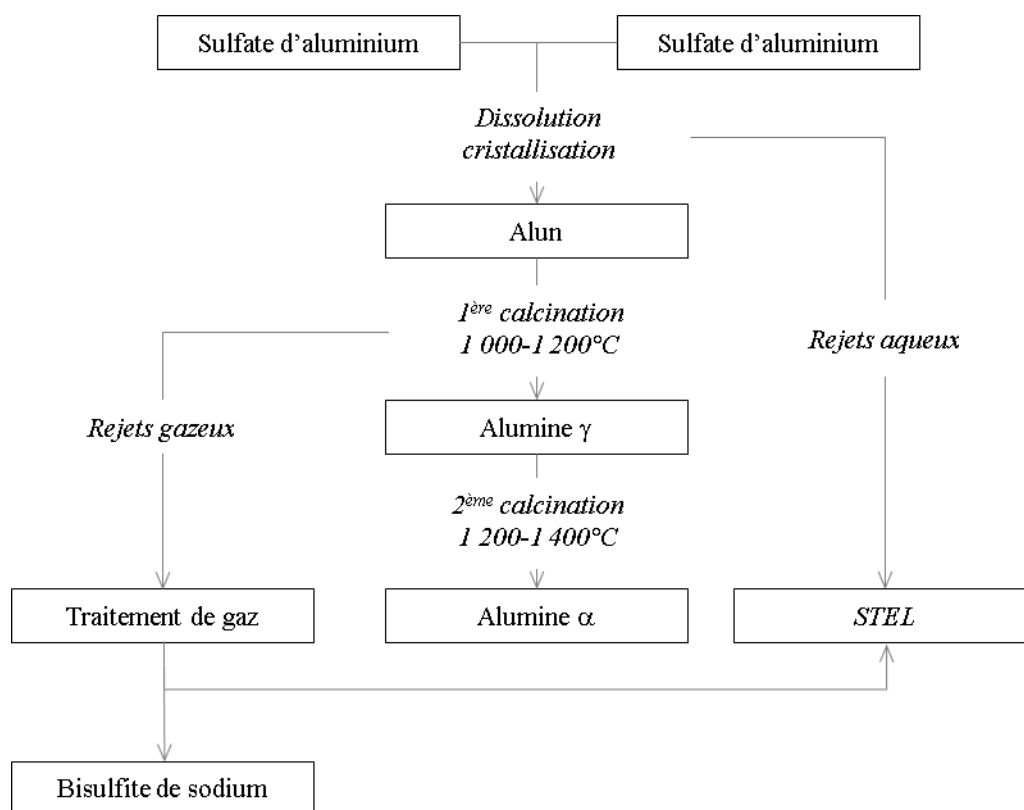 Sulfate d’aluminium
Sulfate d’aluminium
Dissolution
cristallisation
Alun
1ère calcination
1 000-1 200°C
Rejets aqueux
Rejets gazeux
Alumine γ
2ème calcination
1 200-1 400°C
Traitement de gaz
Alumine α
STEL
Bisulfite de sodium